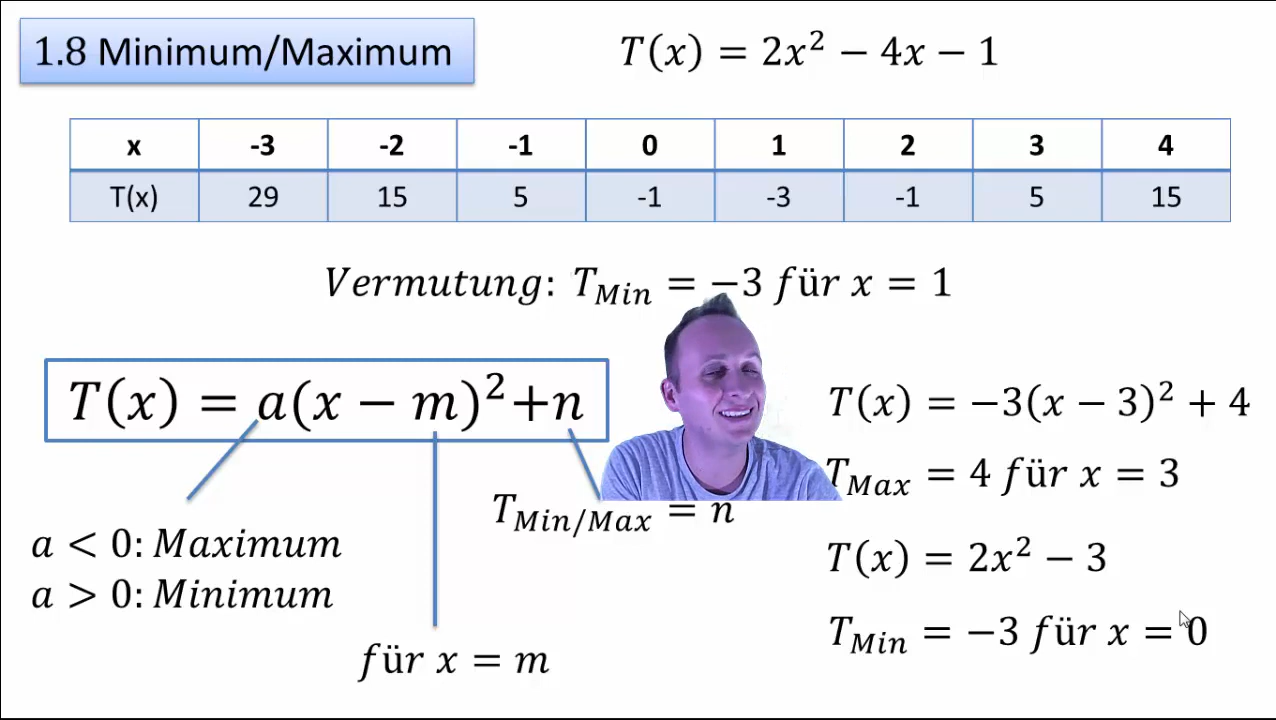 1.8 Minimum/Maximum
T(x) = 2x² − 4x − 1
x -3 -2 -1 0 1 2 3 4
T(x) 29 15 5 -1 -3 -1 5 15
Vermutung: T_Min = −3 für x = 1
T(x) = a(x − m)²+n
T(x) = −3(x − 3)² + 4
T_Max = 4 für x = 3
T_Min/Max = n
a < 0: Maximum
a > 0: Minimum
T(x) = 2x² − 3
T_Min = −3 für x = 0
für x = m